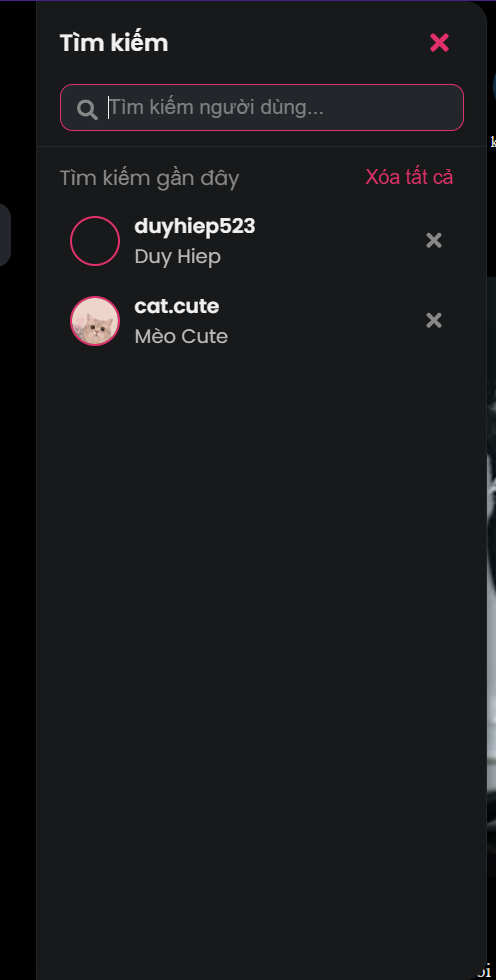 Tìm kiếm
Tìm kiếm người dùng...
Tìm kiếm gần đây
Xóa tất cả
duyhiep523
Duy Hiep
cat.cute
Mèo Cute